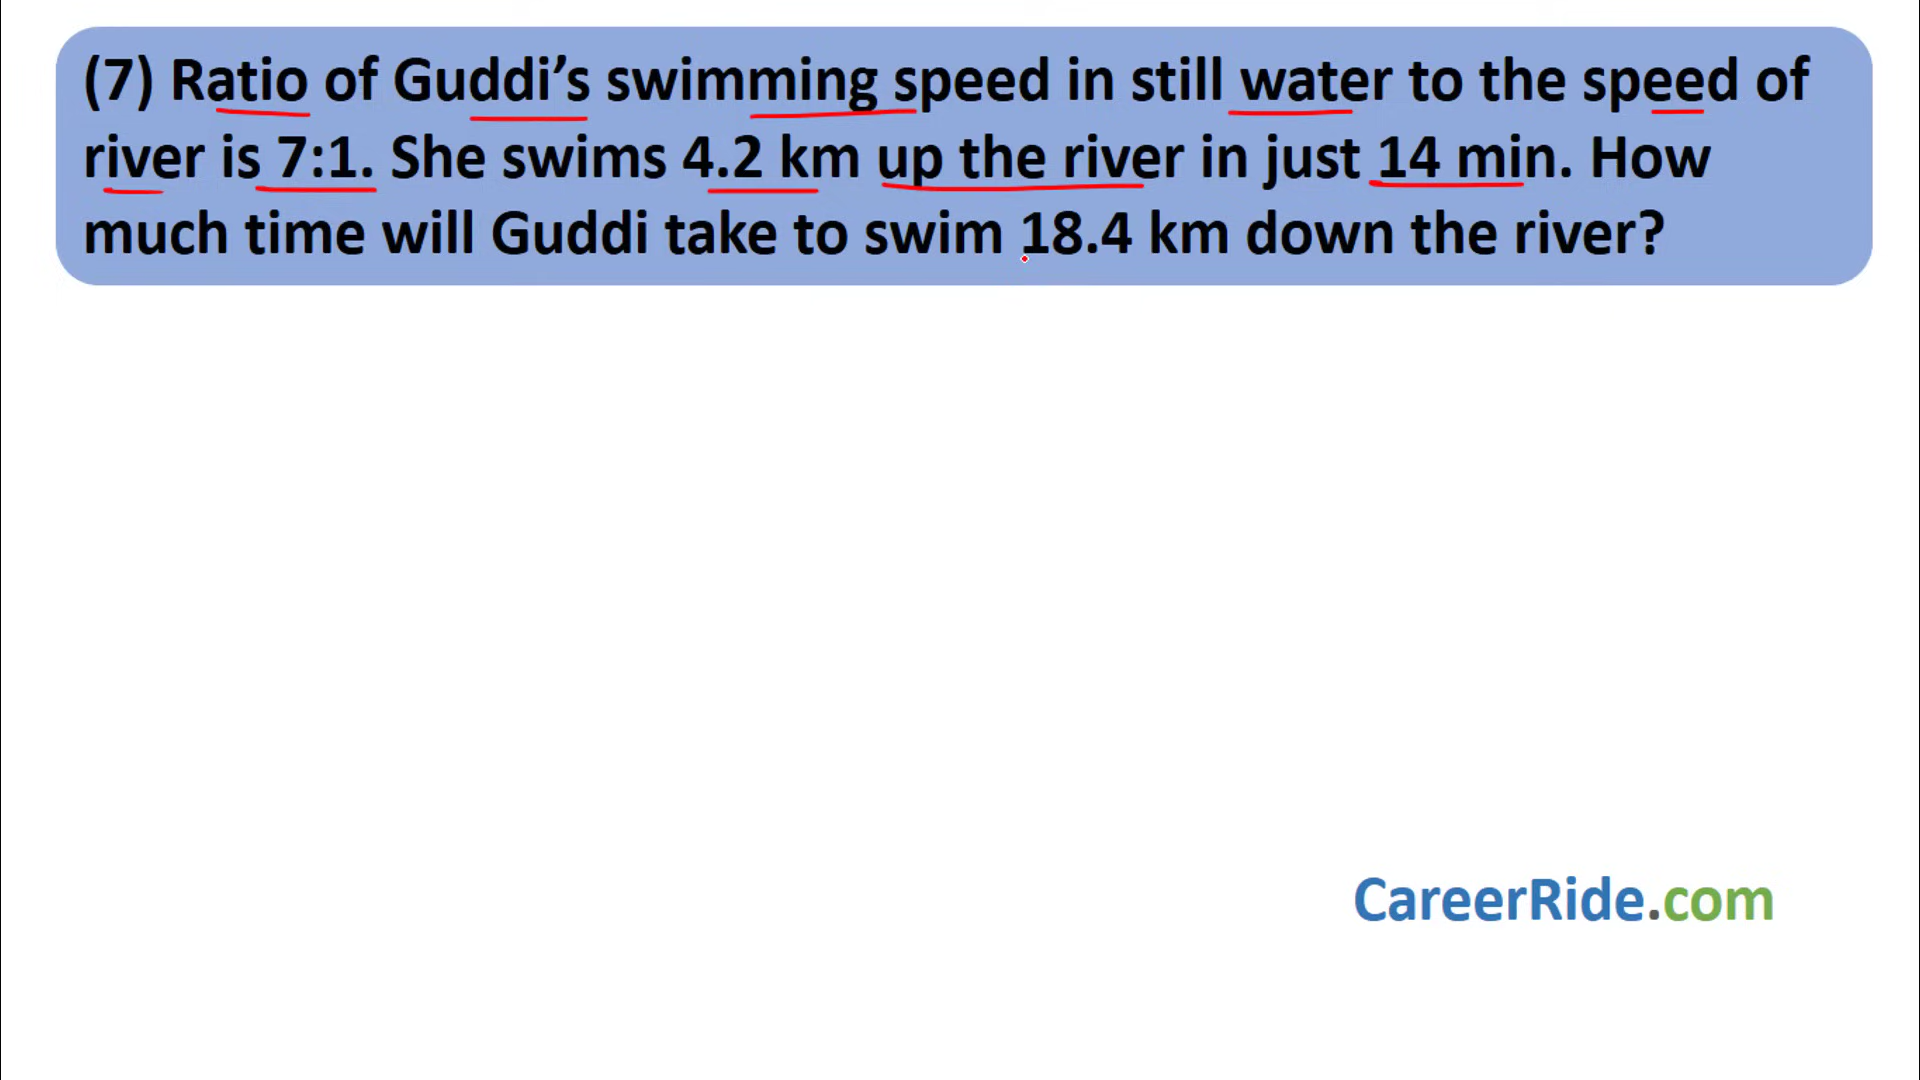 (7) Ratio of Guddi’s swimming speed in still water to the speed of
river is 7:1. She swims 4.2 km up the river in just 14 min. How
much time will Guddi take to swim 18.4 km down the river?
CareerRide.com